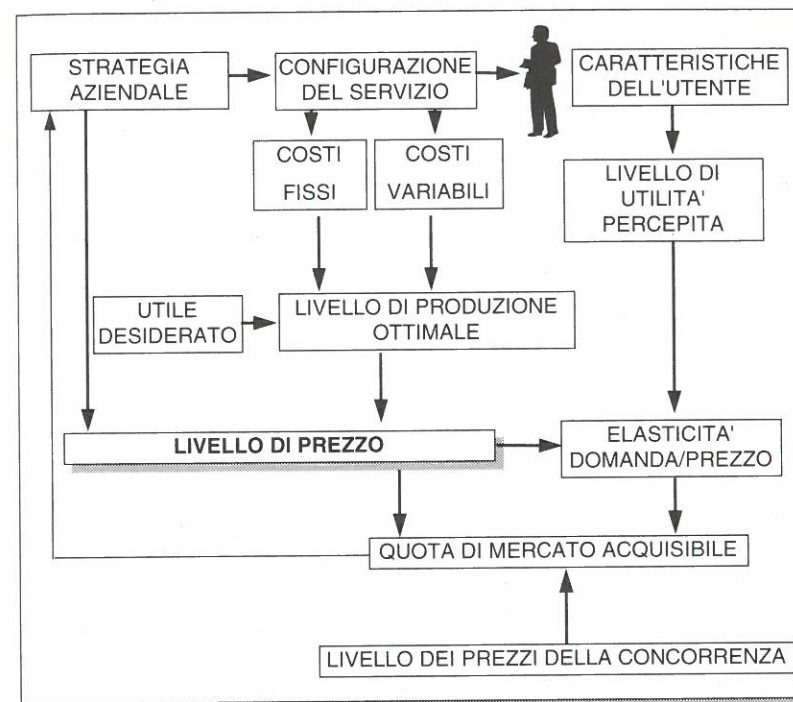 STRATEGIA
AZIENDALE
CONFIGURAZIONE
DEL SERVIZIO
CARATTERISTICHE
DELL'UTENTE
COSTI
FISSI
COSTI
VARIABILI
LIVELLO DI
UTILITA'
PERCEPITA
UTILE
DESIDERATO
LIVELLO DI PRODUZIONE
OTTIMALE
LIVELLO DI PREZZO
ELASTICITA'
DOMANDA/PREZZO
QUOTA DI MERCATO ACQUISIBILE
LIVELLO DEI PREZZI DELLA CONCORRENZA